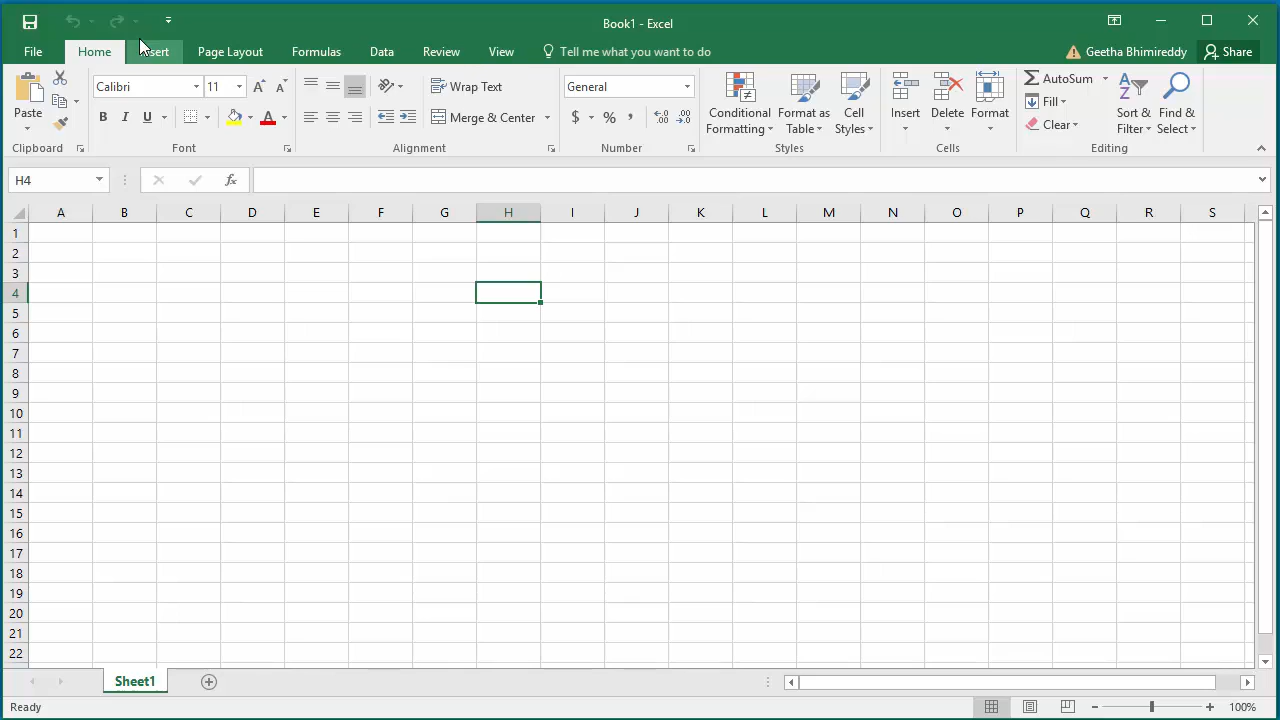 Book1 - Excel
File Home Insert Page Layout Formulas Data Review View Tell me what you want to do Geetha Bhimireddy Share
Paste
Clipboard
Calibri 11
B I U
Font
Wrap Text
Merge & Center
Alignment
General
$ % ,
Number
Conditional Formatting
Format as Table
Cell Styles
Styles
Insert Delete Format
Cells
AutoSum
Fill
Clear
Sort & Filter
Find & Select
Editing
H4 fx
A B C D E F G H I J K L M N O P Q R S
1
2
3
4
5
6
7
8
9
10
11
12
13
14
15
16
17
18
19
20
21
22
Sheet1
Ready 100%